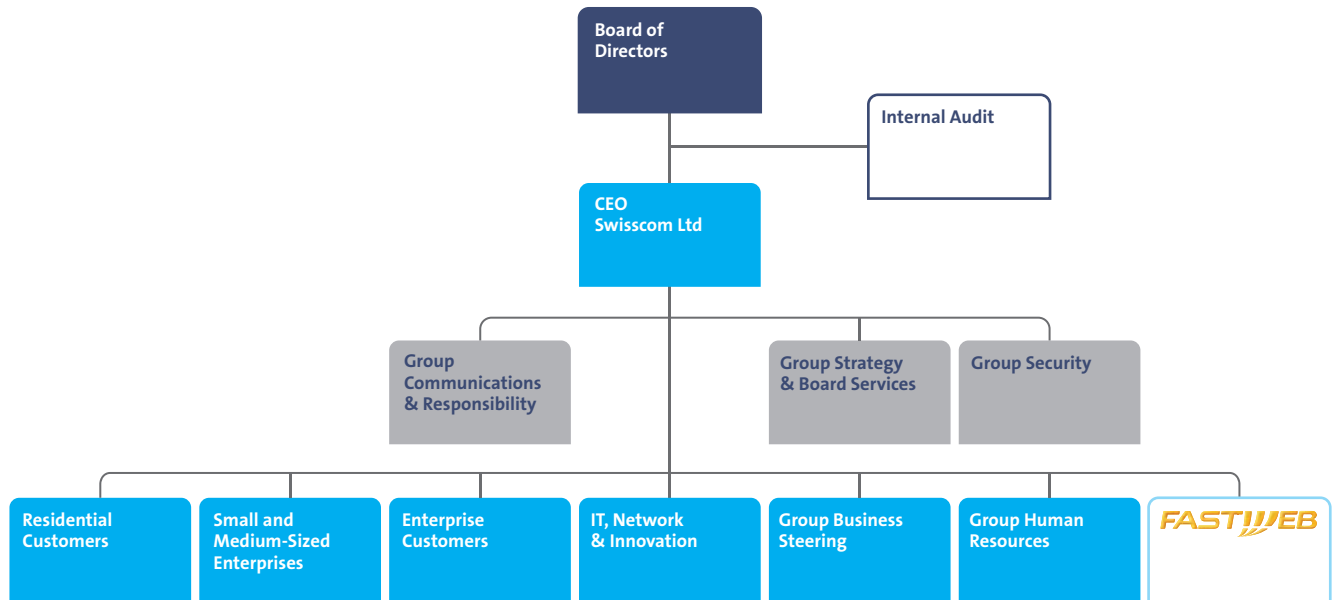 Board of
Directors
Internal Audit
CEO
Swisscom Ltd
Group
Communications
& Responsibility
Group Strategy
& Board Services
Group Security
Residential
Customers
Small and
Medium-Sized
Enterprises
Enterprise
Customers
IT, Network
& Innovation
Group Business
Steering
Group Human
Resources
FASTWEB